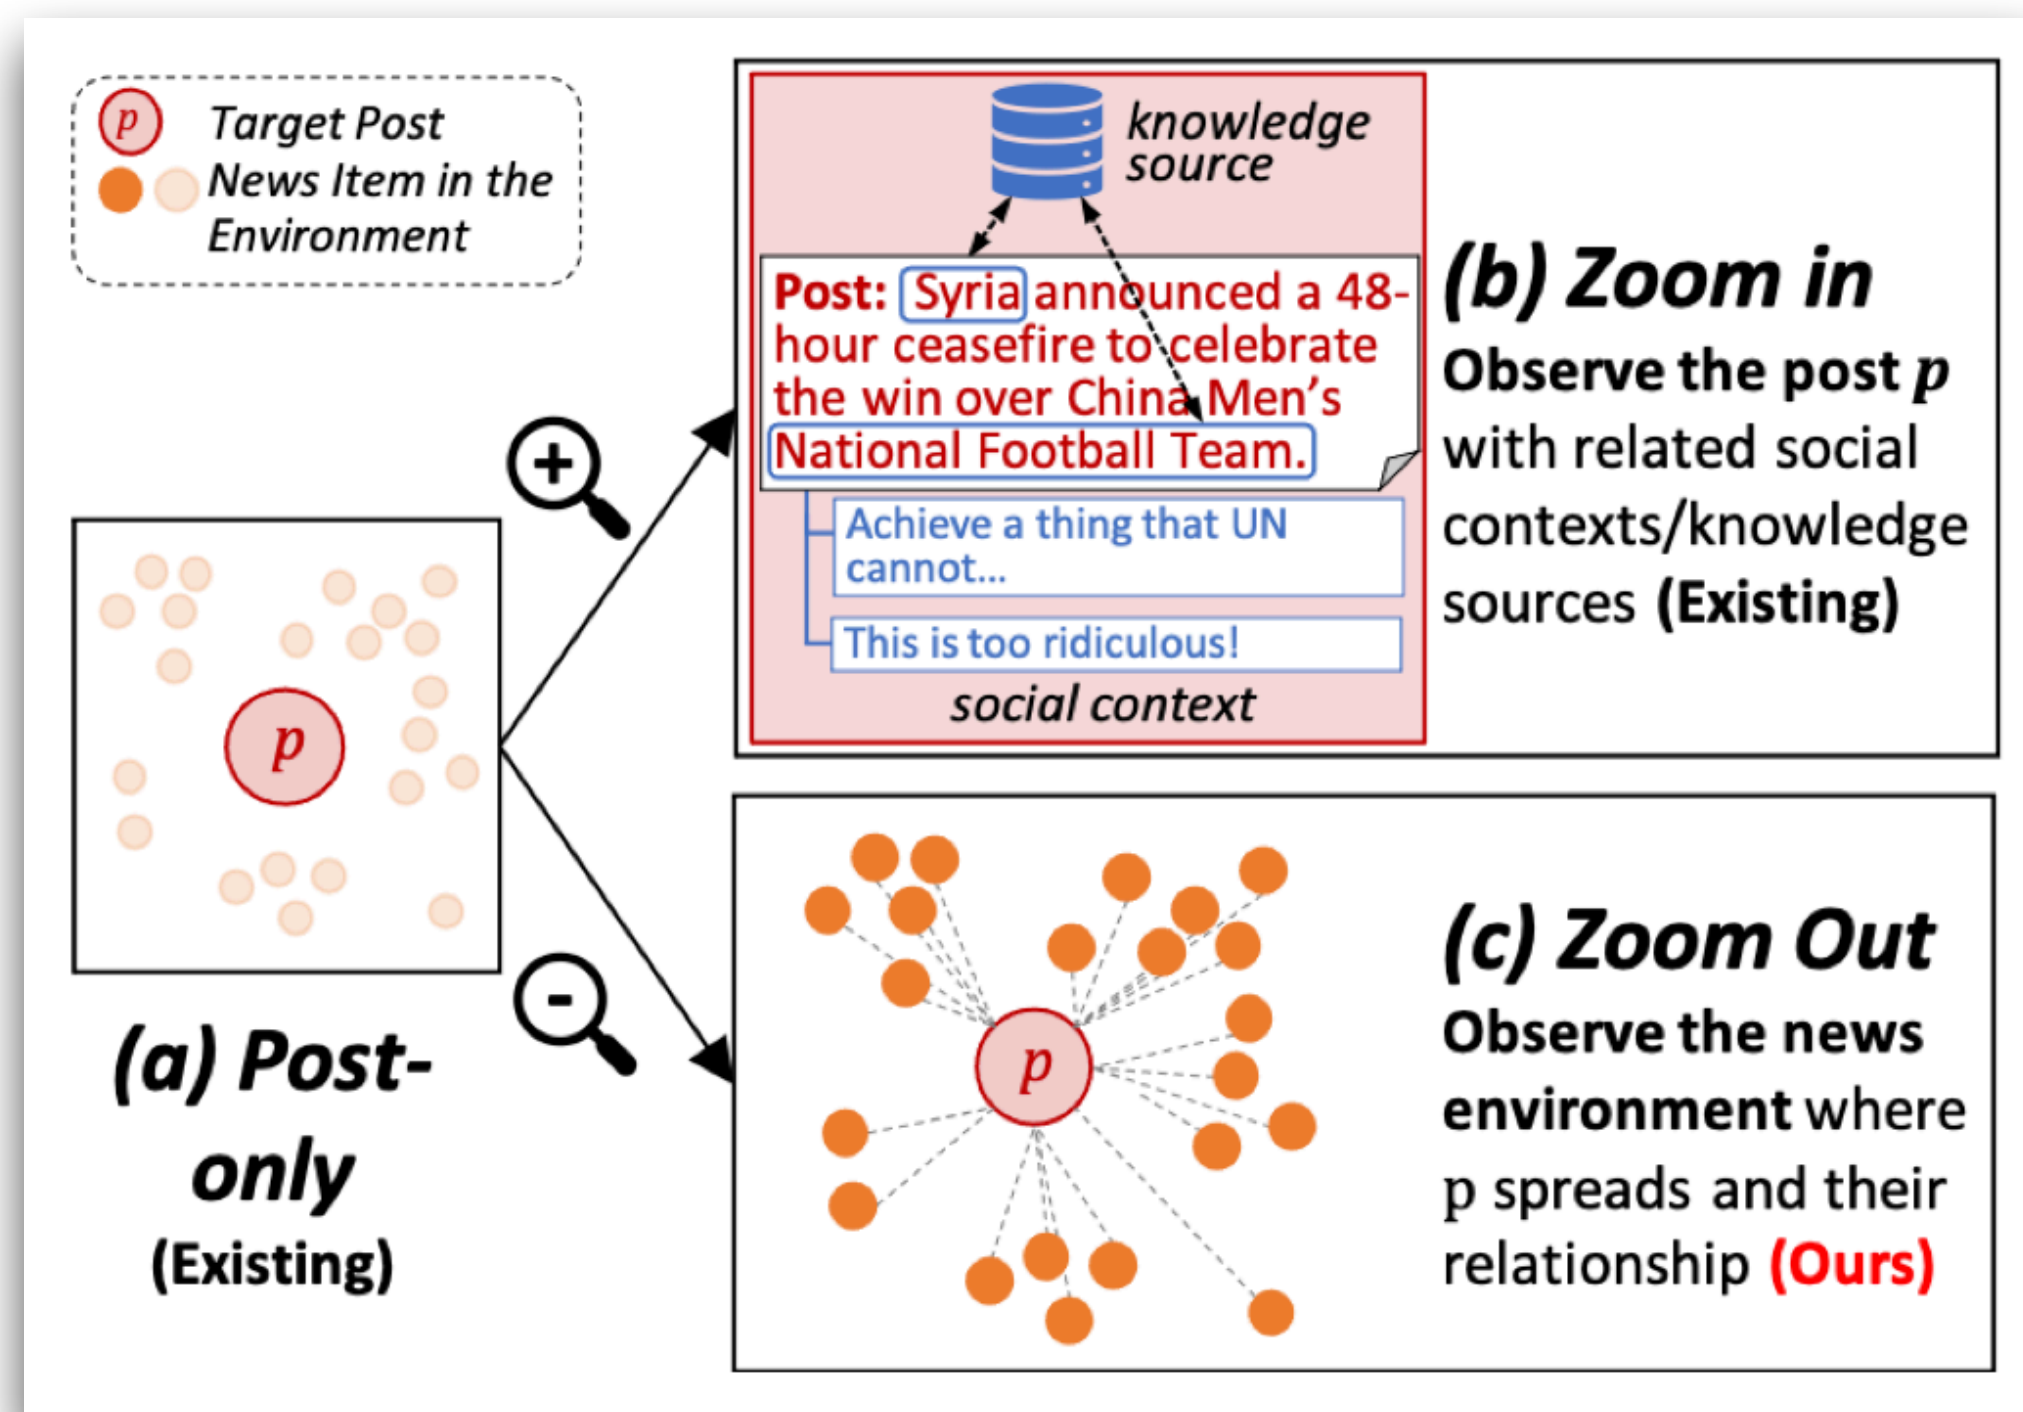 p Target Post
News Item in the
Environment
knowledge
source
Post: Syria announced a 48-
hour ceasefire to celebrate
the win over China Men's
National Football Team.
Achieve a thing that UN
cannot...
This is too ridiculous!
social context
(b) Zoom in
Observe the post p
with related social
contexts/knowledge
sources (Existing)
+
p
-
(a) Post-
only
(Existing)
p
(c) Zoom Out
Observe the news
environment where
p spreads and their
relationship (Ours)